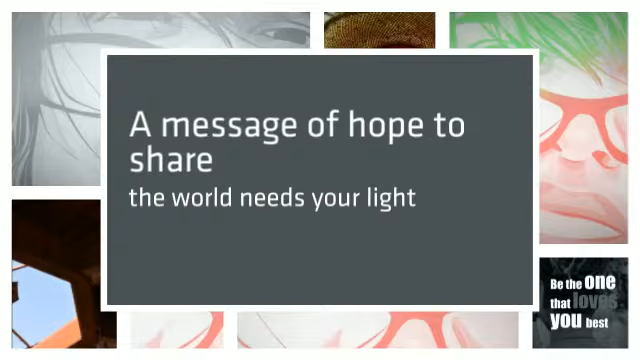 A message of hope to
share
the world needs your light
Be the one
that loves
you best